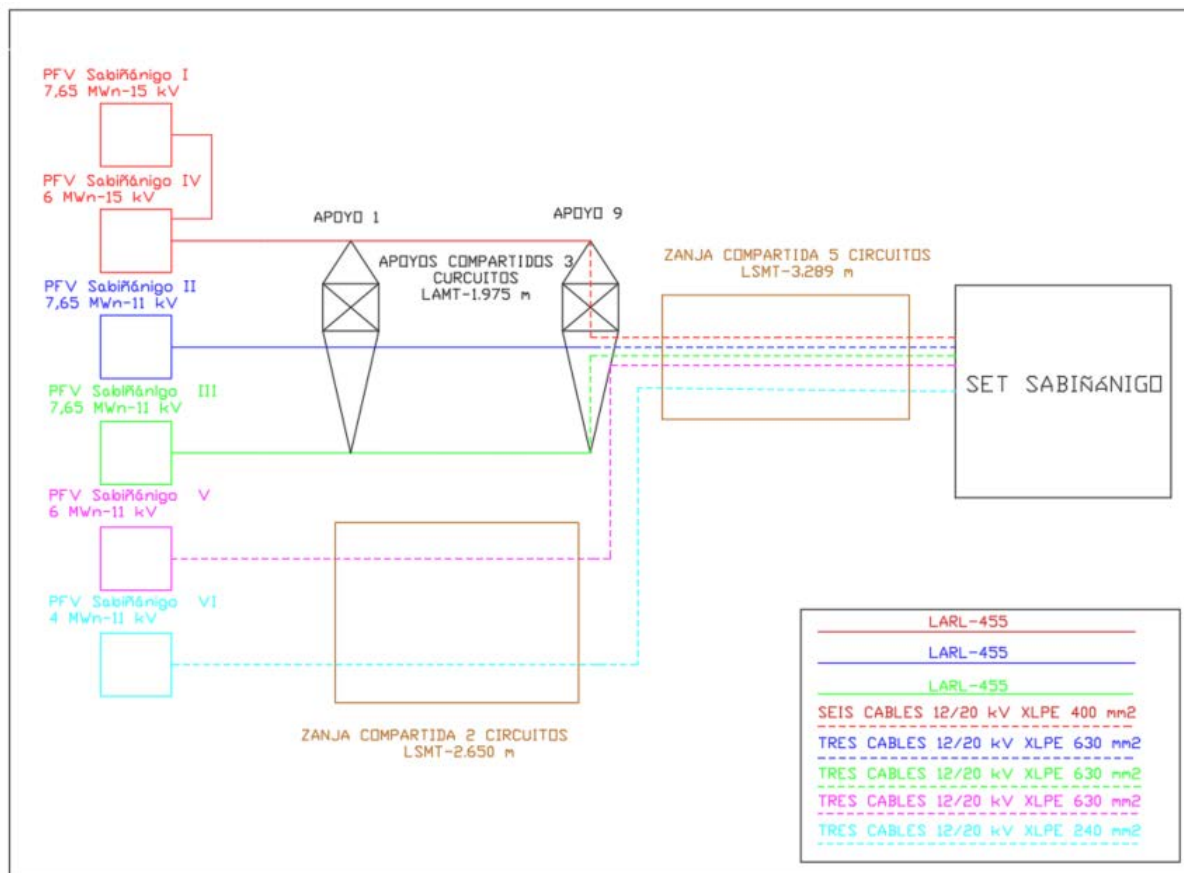 PFV Sabiñánigo I
7,65 MWn-15 kV
PFV Sabiñánigo IV
6 MWn-15 kV
PFV Sabiñánigo II
7,65 MWn-11 kV
PFV Sabiñánigo III
7,65 MWn-11 kV
PFV Sabiñánigo V
6 MWn-11 kV
PFV Sabiñánigo VI
4 MWn-11 kV
APOYO 1
APOYO 9
APOYOS COMPARTIDOS 3
CURCUITOS
LAMT-1.975 m
ZANJA COMPARTIDA 5 CIRCUITOS
LSMT-3.289 m
SET SABIÑáNIGO
ZANJA COMPARTIDA 2 CIRCUITOS
LSMT-2.650 m
LARL-455
LARL-455
LARL-455
SEIS CABLES 12/20 kV XLPE 400 mm2
TRES CABLES 12/20 kV XLPE 630 mm2
TRES CABLES 12/20 kV XLPE 630 mm2
TRES CABLES 12/20 kV XLPE 630 mm2
TRES CABLES 12/20 kV XLPE 240 mm2